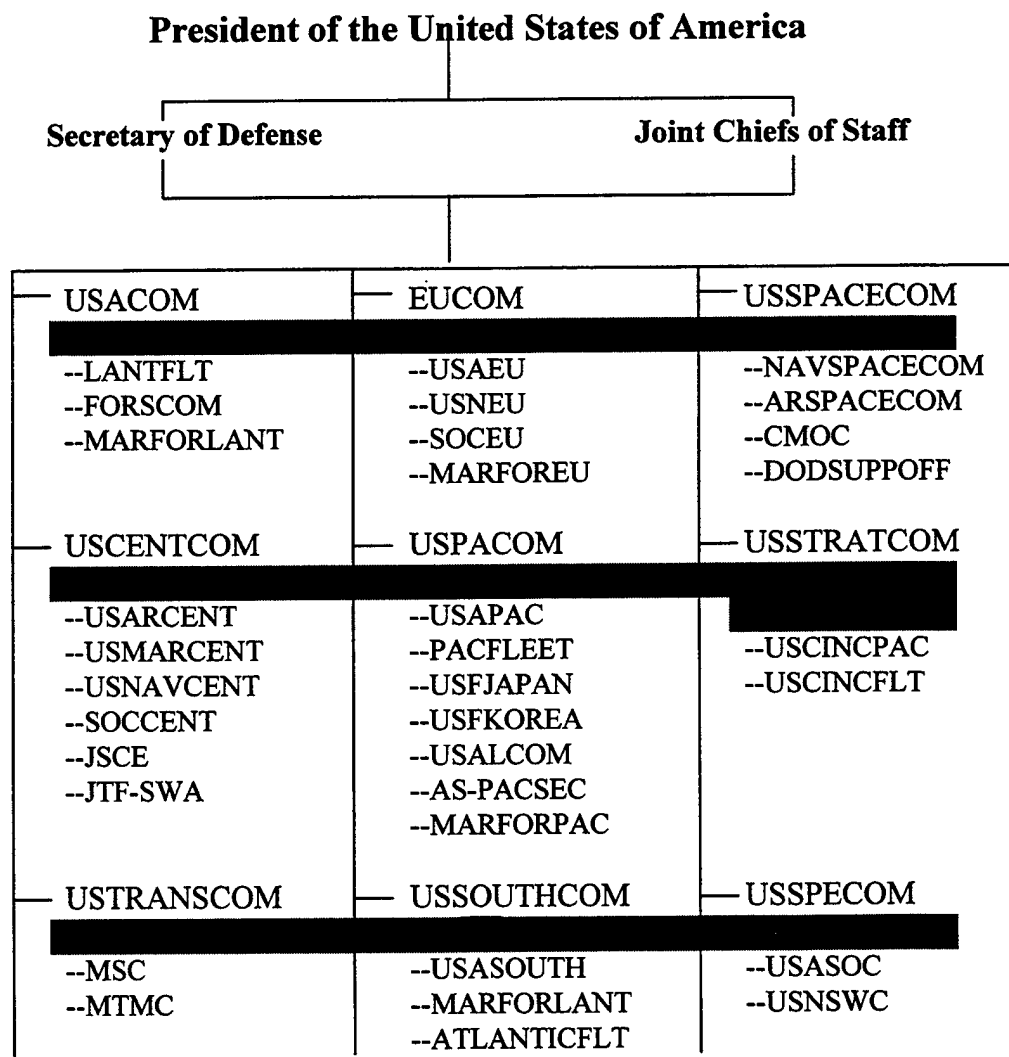 President of the United States of America
Secretary of Defense
Joint Chiefs of Staff
USACOM
--LANTFLT
--FORSCOM
--MARFORLANT
EUCOM
--USAEU
--USNEU
--SOCEU
--MARFOREU
USSPACECOM
--NAVSPACECOM
--ARSPACECOM
--CMOC
--DODSUPPOFF
USCENTCOM
--USARCENT
--USMARCENT
--USNAVCENT
--SOCCENT
--JSCE
--JTF-SWA
USPACOM
--USAPAC
--PACFLEET
--USFJAPAN
--USFKOREA
--USALCOM
--AS-PACSEC
--MARFORPAC
USSTRATCOM
--USCINCPAC
--USCINCFLT
USTRANSCOM
--MSC
--MTMC
USSOUTHCOM
--USASOUTH
--MARFORLANT
--ATLANTICFLT
USSPECOM
--USASOC
--USNSWC